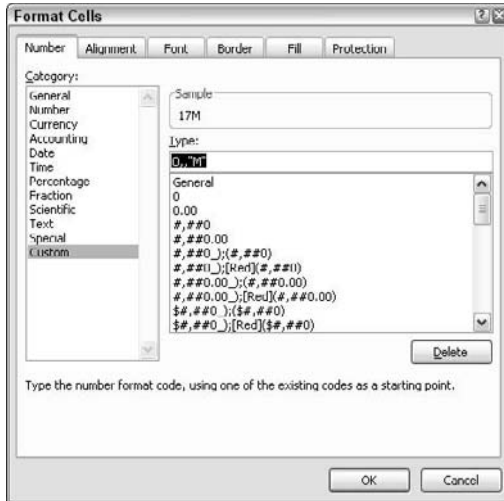 Format Cells
Number Alignment Font Border Fill Protection
Category:
General
Number
Currency
Accounting
Date
Time
Percentage
Fraction
Scientific
Text
Special
Custom
Sample
17M
Type:
0,,"M"
General
0
0.00
#,##0
#,##0.00
#,##0_);(#,##0)
#,##0_);[Red](#,##0)
#,##0.00_);(#,##0.00)
#,##0.00_);[Red](#,##0.00)
$#,##0_);($#,##0)
$#,##0_);[Red]($#,##0)
Delete
Type the number format code, using one of the existing codes as a starting point.
OK Cancel